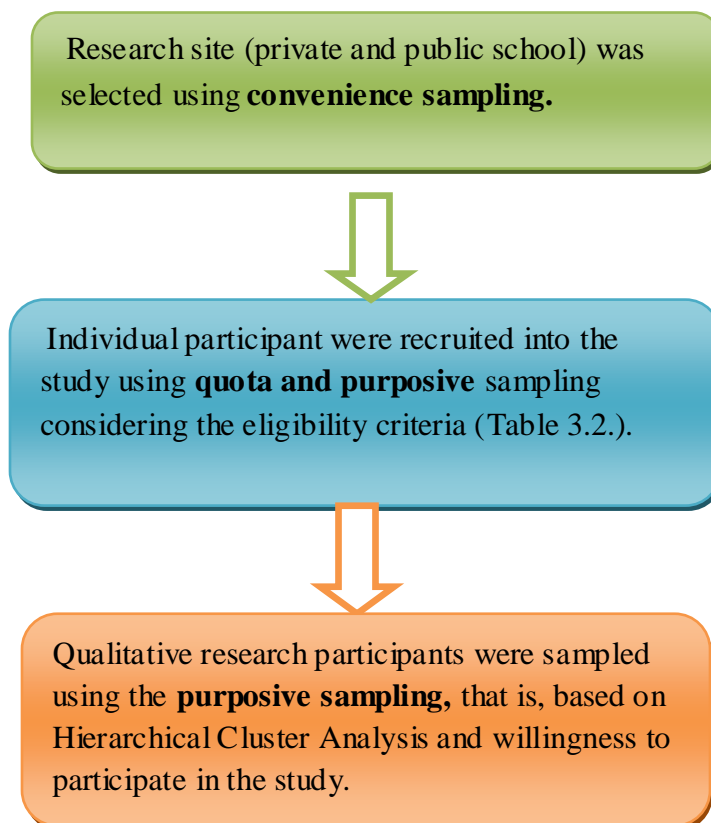 Research site (private and public school) was
selected using convenience sampling.
Individual participant were recruited into the
study using quota and purposive sampling
considering the eligibility criteria (Table 3.2.).
Qualitative research participants were sampled
using the purposive sampling, that is, based on
Hierarchical Cluster Analysis and willingness to
participate in the study.